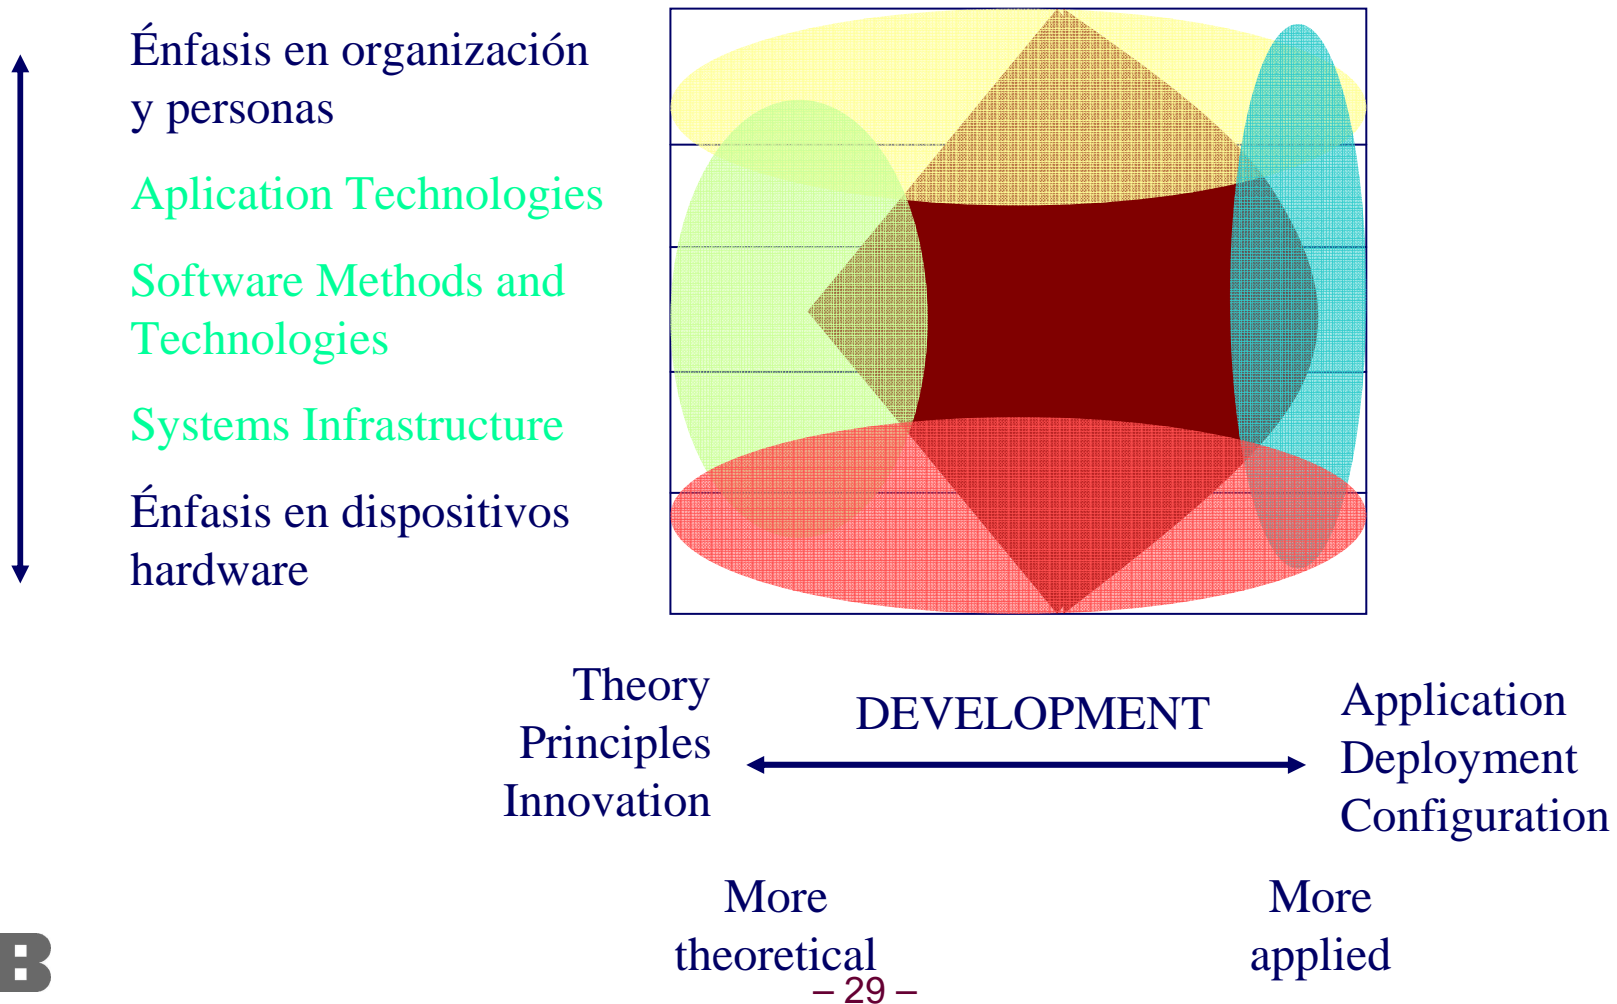 Énfasis en organización
y personas
Aplication Technologies
Software Methods and
Technologies
Systems Infrastructure
Énfasis en dispositivos
hardware
Theory
Principles
Innovation
DEVELOPMENT
Application
Deployment
Configuration
More
theoretical
More
applied
B
– 29 –